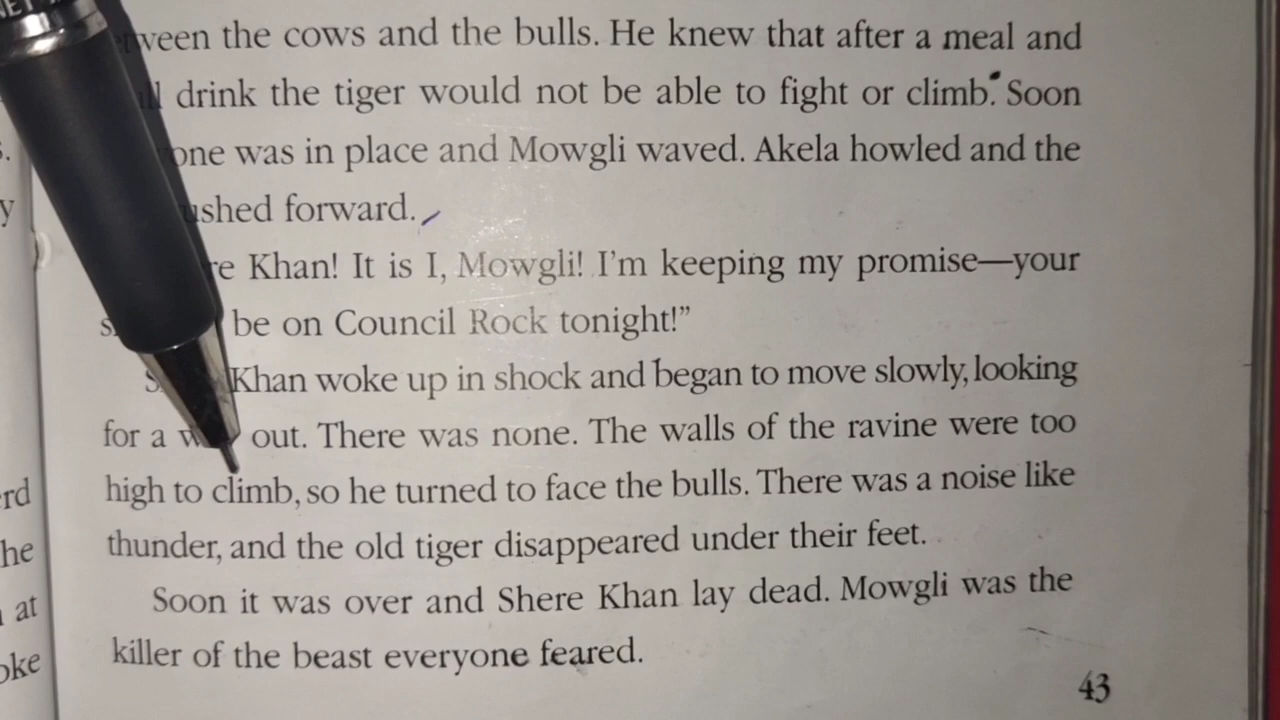 ween the cows and the bulls. He knew that after a meal and
drink the tiger would not be able to fight or climb. Soon
one was in place and Mowgli waved. Akela howled and the
ushed forward.
re Khan! It is I, Mowgli! I'm keeping my promise—your
be on Council Rock tonight!"
Khan woke up in shock and began to move slowly, looking
for a out. There was none. The walls of the ravine were too
high to climb, so he turned to face the bulls. There was a noise like
thunder, and the old tiger disappeared under their feet.
Soon it was over and Shere Khan lay dead. Mowgli was the
killer of the beast everyone feared.
43